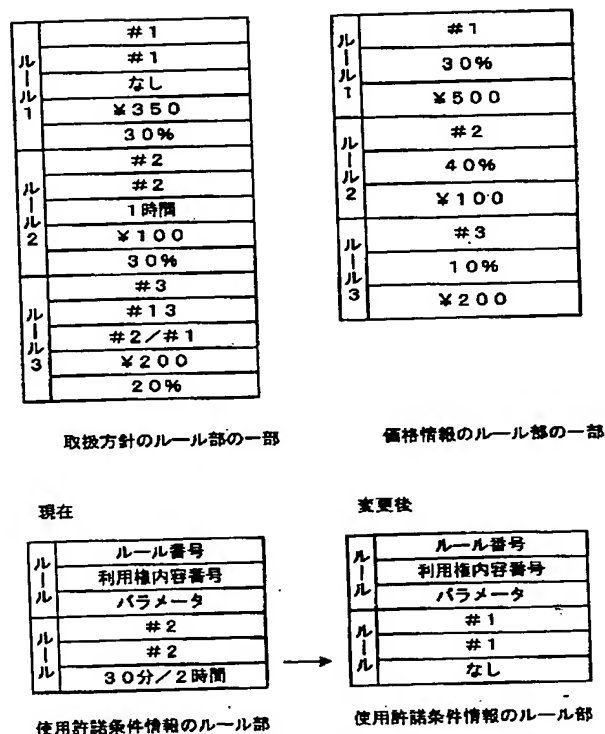 ルール1
#1
#1
なし
¥350
30%
ルール2
#2
#2
1時間
¥100
30%
ルール3
#3
#13
#2/#1
¥200
20%
取扱方針のルール部の一部
ルール1
#1
30%
¥500
ルール2
#2
40%
¥100
ルール3
#3
10%
¥200
価格情報のルール部の一部
現在
ルール
ルール番号
利用権内容番号
パラメータ
ルール
#2
#2
30分/2時間
使用許諾条件情報のルール部
変更後
ルール
ルール番号
利用権内容番号
パラメータ
ルール
#1
#1
なし
使用許諾条件情報のルール部